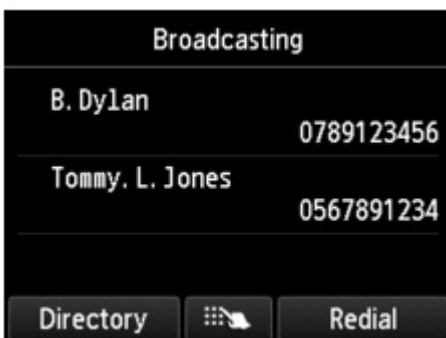 Broadcasting
B.Dylan
0789123456
Tommy.L.Jones
0567891234
Directory
Redial